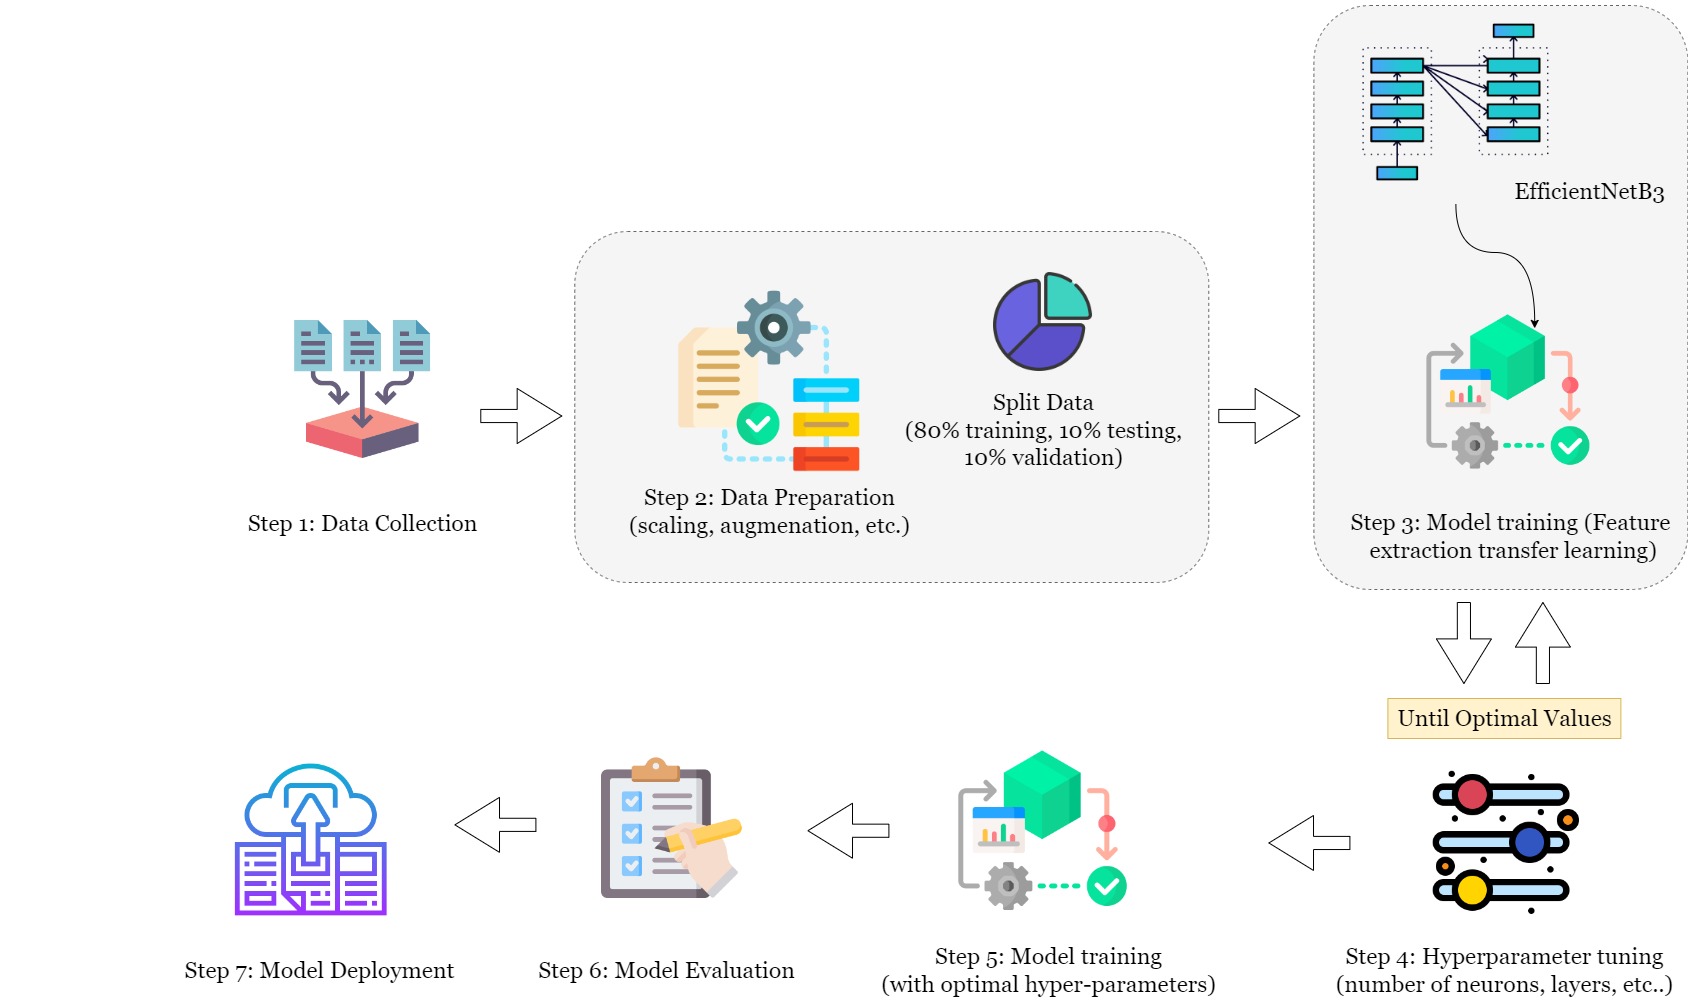 EfficientNetB3
Split Data
(80% training, 10% testing,
10% validation)
Step 1: Data Collection
Step 2: Data Preparation
(scaling, augmenation, etc.)
Step 3: Model training (Feature
extraction transfer learning)
Until Optimal Values
Step 4: Hyperparameter tuning
(number of neurons, layers, etc..)
Step 5: Model training
(with optimal hyper-parameters)
Step 6: Model Evaluation
Step 7: Model Deployment